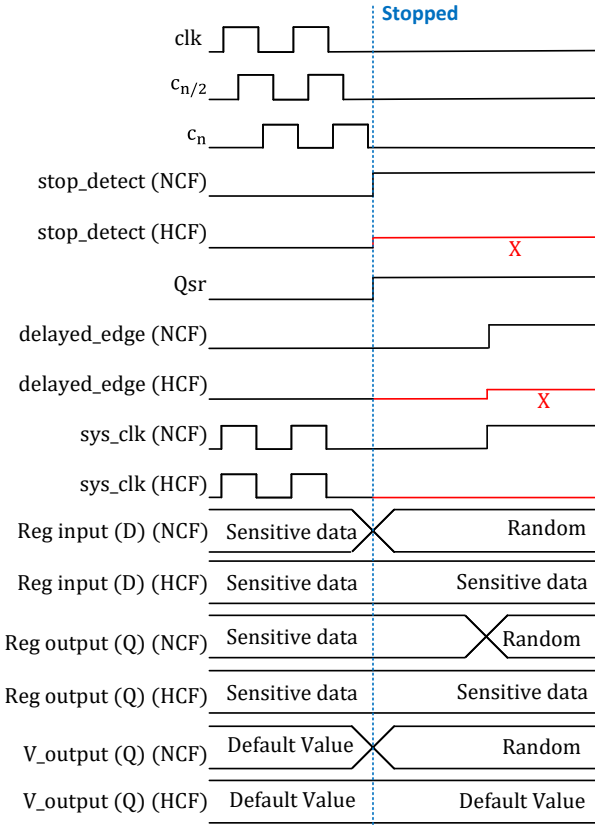 Stopped
clk
c_{n/2}
c_n
stop_detect (NCF)
stop_detect (HCF)
X
Qsr
delayed_edge (NCF)
delayed_edge (HCF)
X
sys_clk (NCF)
sys_clk (HCF)
Reg input (D) (NCF) Sensitive data Random
Reg input (D) (HCF) Sensitive data Sensitive data
Reg output (Q) (NCF) Sensitive data Random
Reg output (Q) (HCF) Sensitive data Sensitive data
V_output (Q) (NCF) Default Value Random
V_output (Q) (HCF) Default Value Default Value